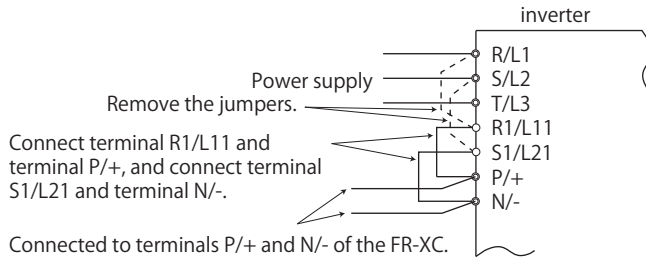 inverter
R/L1
Power supply
S/L2
Remove the jumpers.
T/L3
R1/L11
Connect terminal R1/L11 and
terminal P/+, and connect terminal
S1/L21 and terminal N/-.
S1/L21
P/+
N/-
Connected to terminals P/+ and N/- of the FR-XC.